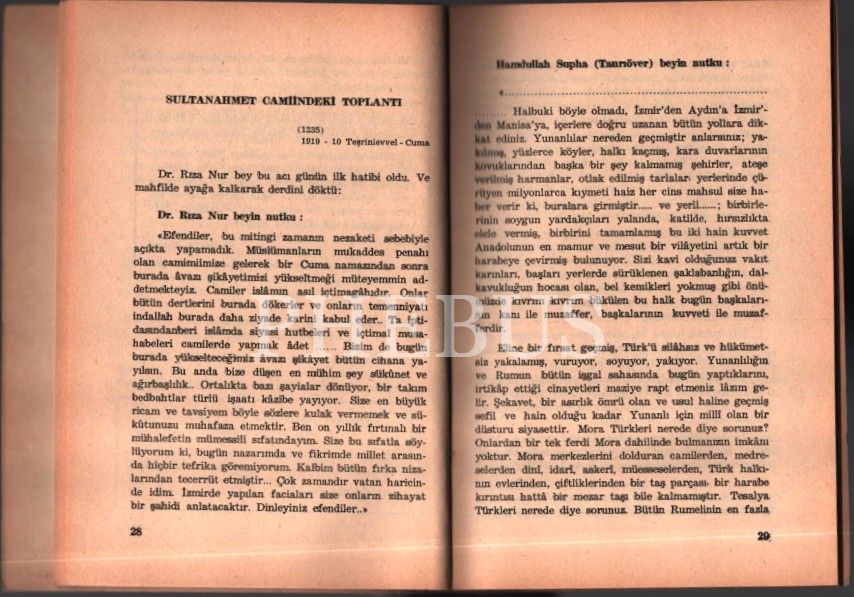 SULTANAHMET CAMİİNDEKİ TOPLANTI
(1335)
1919 - 10 Teşrinievvel - Cuma
Dr. Rıza Nur bey bu acı günün ilk hatibi oldu. Ve
mahfilde ayağa kalkarak derdini döktü:
Dr. Rıza Nur beyin nutku :
«Efendiler, bu mitingi zamanın nezaketi sebebiyle
açıkta yapamadık. Müslümanların mukaddes penahı
olan camimiimize gelerek bir Cuma namazından sonra
burada âvazı şikâyetimizi yükseltmeği müteyemmin ad-
detmekteyiz. Camiler islâmın asıl içtimagâhıdır. Onlar
bütün dertlerini burada dökerler ve onların temenniyatı
indallah burada daha ziyade karini kabul eder.. Ta ipti-
dasındanberi islâmda siyasi hutbeleri ve içtimai musa-
habeleri camilerde yapmak âdet ...... Bizim de bugün
burada yükselteceğimiz âvazı şikâyet bütün cihana ya-
yılsın. Bu anda bize düşen en mühim şey sükûnet ve
ağırbaşlılık.. Ortalıkta bazı şayialar dönüyor, bir takım
bedbahtlar türlü işaatı kâzibe yayıyor. Size en büyük
ricam ve tavsiyem böyle sözlere kulak vermemek ve sü-
kûtunuzu muhafaza etmektir. Ben on yıllık fırtınalı bir
mühalefetin mümessili sıfatındayım. Size bu sıfatla söy-
lüyorum ki, bugün nazarımda ve fikrimde millet arasın-
da hiçbir tefrika göremiyorum. Kalbim bütün fırka niza-
larından tecerrüt etmiştir... Çok zamandır vatan haricin-
de idim. İzmirde yapılan faciaları size onların zihayat
bir şahidi anlatacaktır. Dinleyiniz efendiler..»
28
Hamdullah Supha (Tanrıöver) beyin nutku :
«
........ Halbuki böyle olmadı, İzmir'den Aydın'a İzmir'-
den Manisa'ya, içerlere doğru uzanan bütün yollara dik-
kat ediniz. Yunanlılar nereden geçmiştir anlarsınız; ya-
kılmış, yüzlerce köyler, halkı kaçmış, kara duvarlarının
kovuklarından başka bir şey kalmamış şehirler, ateşe
verilmiş harmanlar, otlak edilmiş tarlalar, yerlerinde çü-
rüyen milyonlarca kıymeti haiz her cins mahsul size ha-
ber verir ki, buralara girmiştir..... ve yerli.....; birbirle-
rinin soygun yardakçıları yalanda, katilde, hırsızlıkta
elele vermiş, birbirini tamamlamış bu iki hain kuvvet
Anadolunun en mamur ve mesut bir vilâyetini artık bir
harabeye çevirmiş bulunuyor. Sizi kavi olduğunuz vakit
karınları, başları yerlerde sürüklenen şaklabanlığın, dal-
kavukluğun hocası olan, bel kemikleri yokmuş gibi önü-
müzde kıvrım kıvrım bükülen bu halk bugün başkaları-
nın kanı ile muzaffer, başkalarının kuvveti ile muzaf-
ferdir.
Eline bir fırsat geçmiş, Türk'ü silâhsız ve hükümet-
siz yakalamış, vuruyor, soyuyor, yakıyor. Yunanlılığın
ve Rumun bütün işgal sahasında bugün yaptıklarını,
irtikâp ettiği cinayetleri maziye rapt etmeniz lâzım ge-
lir. Şekavet, bir asırlık ömrü olan ve usul haline geçmiş
sefil ve hain olduğu kadar Yunanlı için millî olan bir
düsturu siyasettir. Mora Türkleri nerede diye sorunuz?
Onlardan bir tek ferdi Mora dahilinde bulmanızın imkânı
yoktur. Mora merkezlerini dolduran camilerden, medre-
selerden dinî, idarî, askerî, müesseselerden, Türk halkı-
nın evlerinden, çiftliklerinden bir taş parçası, bir harabe
kırıntısı hattâ bir mezar taşı bile kalmamıştır. Tesalya
Türkleri nerede diye sorunuz. Bütün Rumelinin en fazla
29